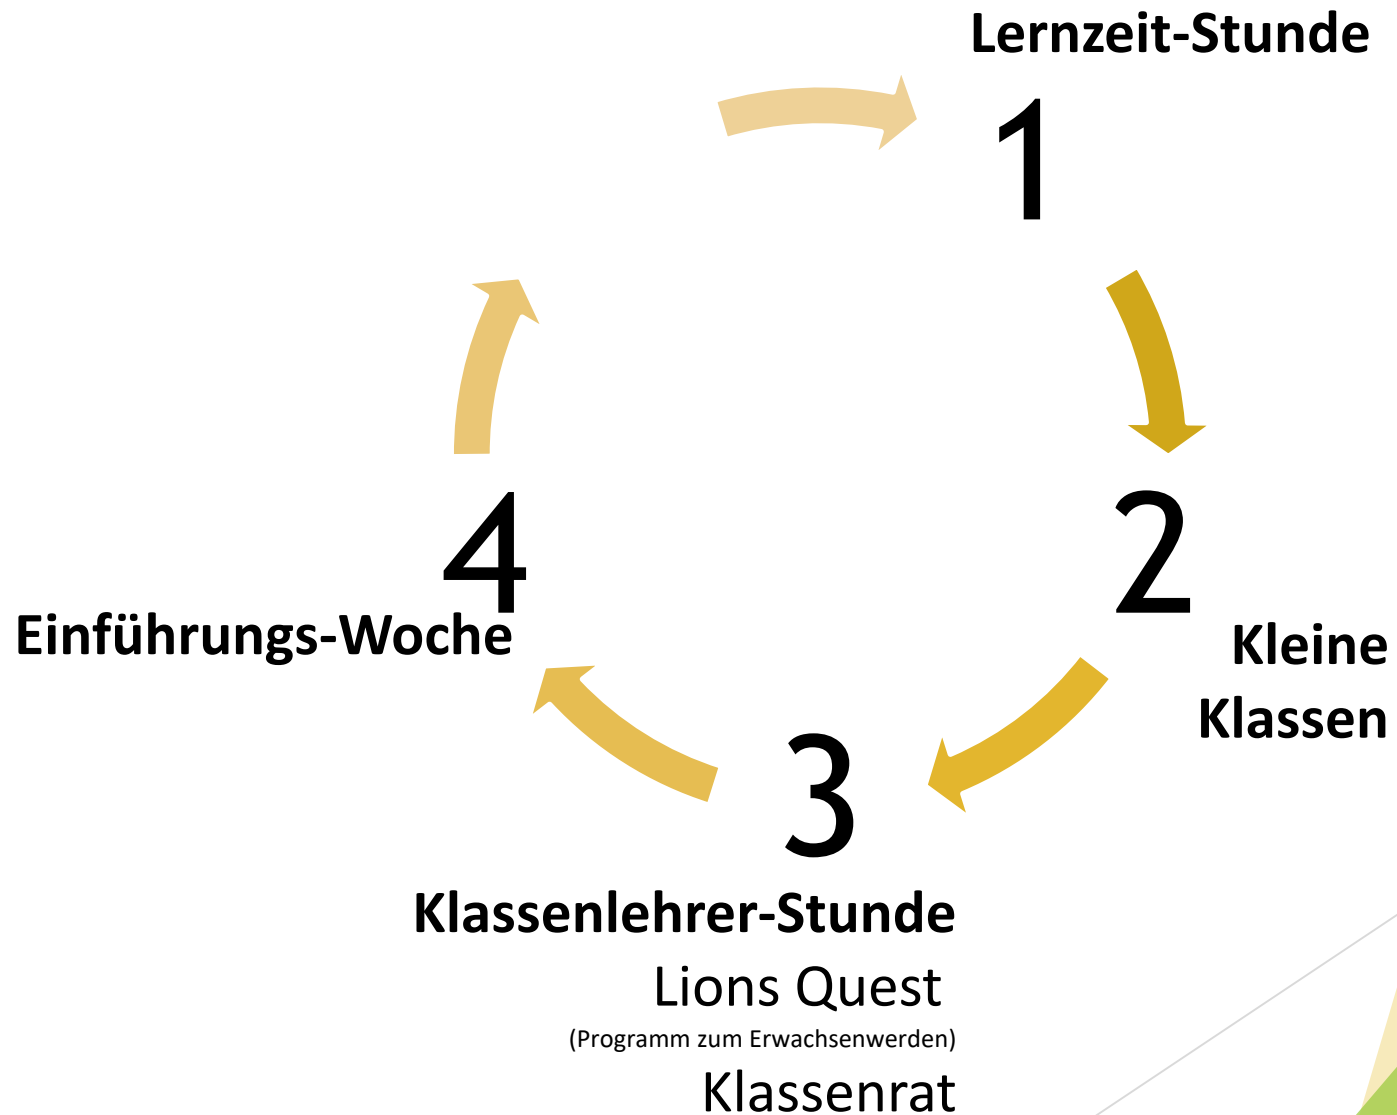 Lernzeit-Stunde
1
2
Kleine
Klassen
3
Klassenlehrer-Stunde
Lions Quest
(Programm zum Erwachsenwerden)
Klassenrat
4
Einführungs-Woche